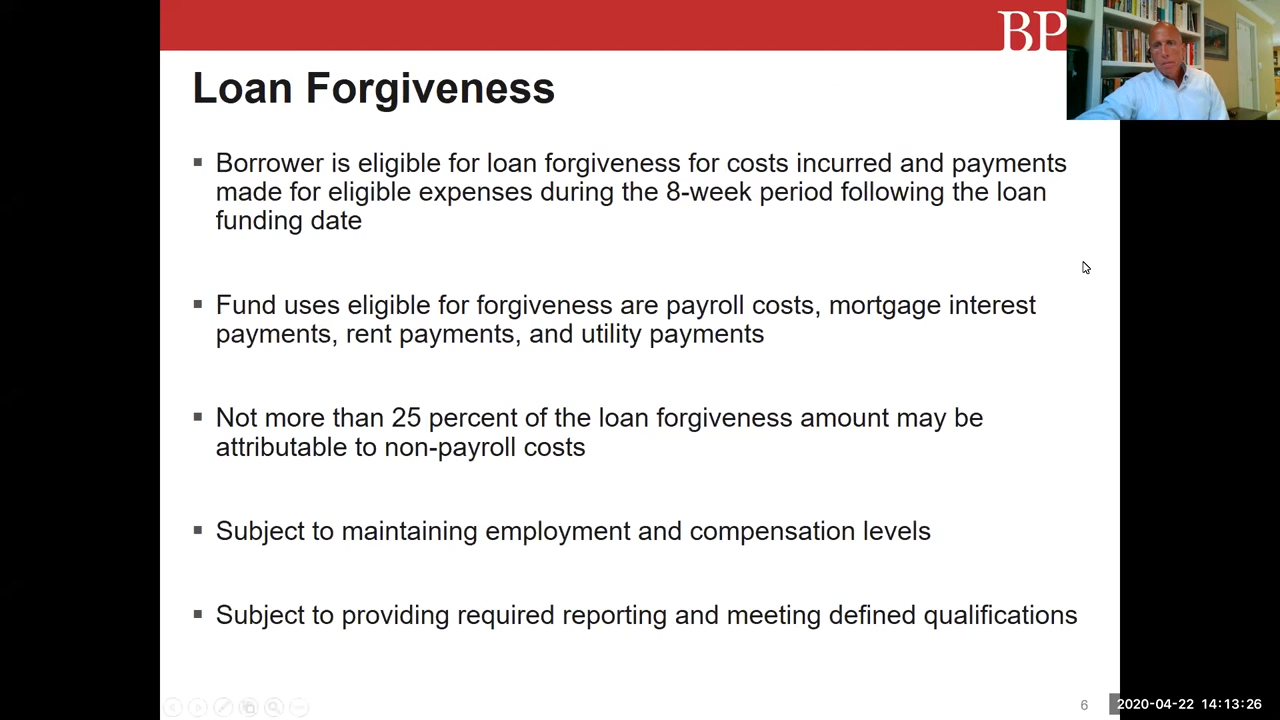 BP
Loan Forgiveness
▪ Borrower is eligible for loan forgiveness for costs incurred and payments
made for eligible expenses during the 8-week period following the loan
funding date
▪ Fund uses eligible for forgiveness are payroll costs, mortgage interest
payments, rent payments, and utility payments
▪ Not more than 25 percent of the loan forgiveness amount may be
attributable to non-payroll costs
▪ Subject to maintaining employment and compensation levels
▪ Subject to providing required reporting and meeting defined qualifications
6
2020-04-22 14:13:26